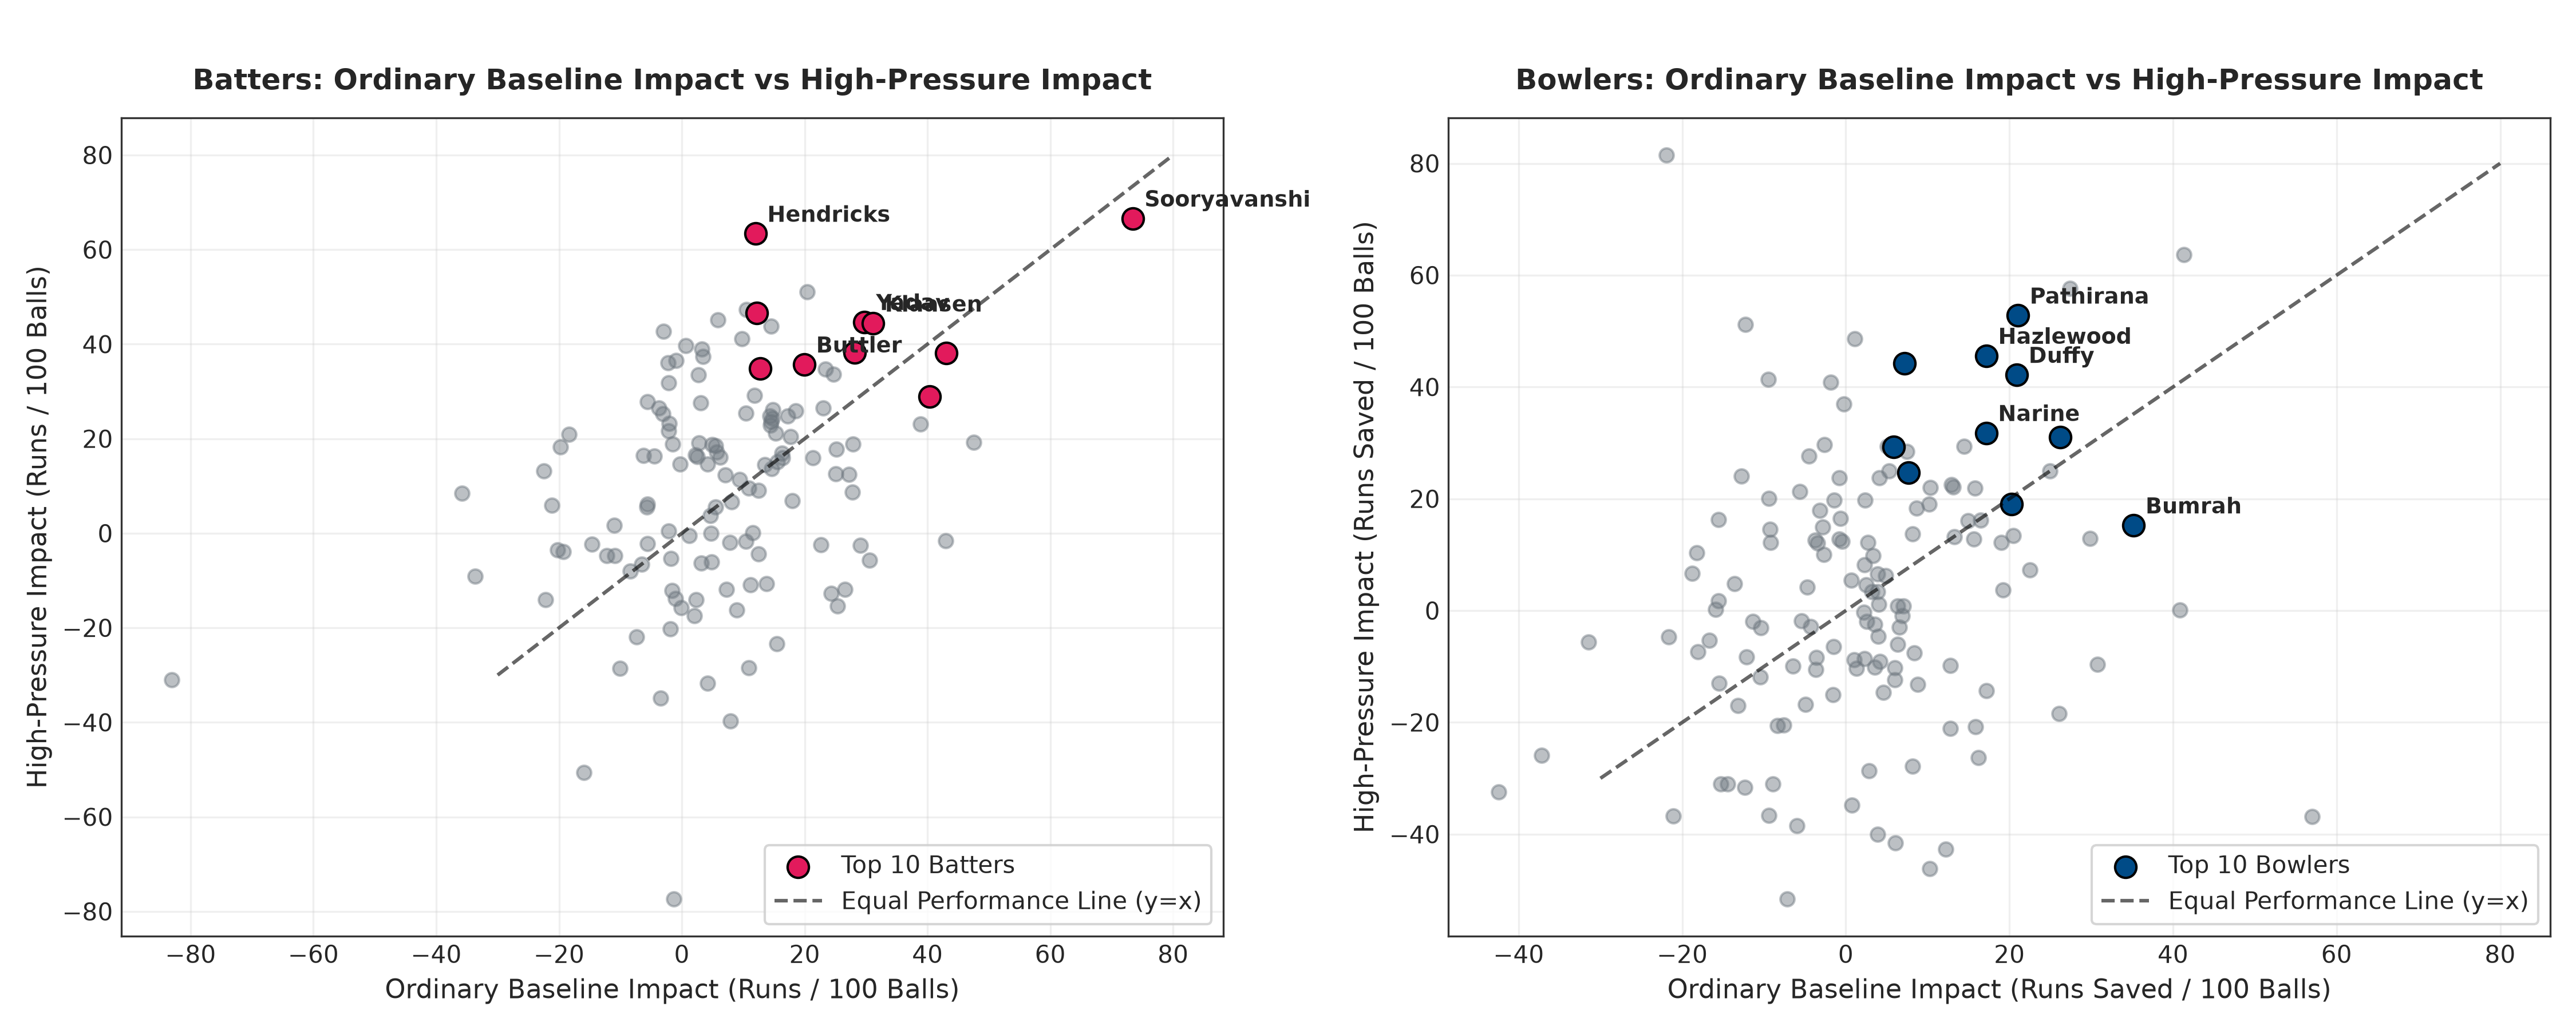 Batters: Ordinary Baseline Impact vs High-Pressure Impact
High-Pressure Impact (Runs / 100 Balls)
80
60
40
20
0
−20
−40
−60
−80
Hendricks
Sooryavanshi
Klaasen
Buttler
Top 10 Batters
Equal Performance Line (y=x)
−80 −60 −40 −20 0 20 40 60 80
Ordinary Baseline Impact (Runs / 100 Balls)
Bowlers: Ordinary Baseline Impact vs High-Pressure Impact
High-Pressure Impact (Runs Saved / 100 Balls)
80
60
40
20
0
−20
−40
Pathirana
Hazlewood
Duffy
Narine
Bumrah
Top 10 Bowlers
Equal Performance Line (y=x)
−40 −20 0 20 40 60 80
Ordinary Baseline Impact (Runs Saved / 100 Balls)